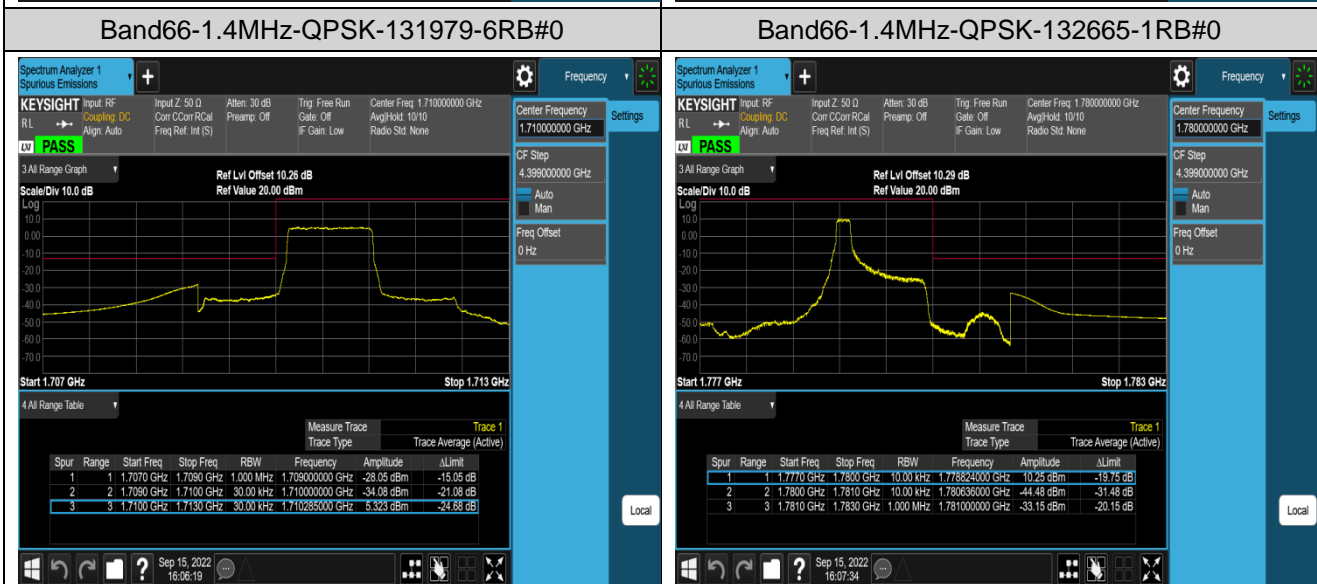 Band66-1.4MHz-QPSK-131979-6RB#0
Spectrum Analyzer 1
Spurious Emissions
+
Frequency
KEYSIGHT Input: RF Input Z: 50 Ω Atten: 30 dB Trig: Free Run Center Freq: 1.710000000 GHz
RL Coupling: DC Corr CCorr RCal Preamp: Off Gate: Off Avg|Hold: 10/10
Align: Auto Freq Ref: Int (S) IF Gain: Low Radio Std: None
LXI PASS
Center Frequency
1.710000000 GHz
Settings
CF Step
4.399000000 GHz
Auto
Man
Freq Offset
0 Hz
3 All Range Graph
Ref Lvl Offset 10.26 dB
Scale/Div 10.0 dB Ref Value 20.00 dBm
Log
10.0
0.00
-10.0
-20.0
-30.0
-40.0
-50.0
-60.0
-70.0
Start 1.707 GHz Stop 1.713 GHz
4 All Range Table
Measure Trace Trace 1
Trace Type Trace Average (Active)
Spur Range Start Freq Stop Freq RBW Frequency Amplitude ΔLimit
1 1 1.7070 GHz 1.7090 GHz 1.000 MHz 1.709000000 GHz -28.05 dBm -15.05 dB
2 2 1.7090 GHz 1.7100 GHz 30.00 kHz 1.710000000 GHz -34.08 dBm -21.08 dB
3 3 1.7100 GHz 1.7130 GHz 30.00 kHz 1.710285000 GHz 5.323 dBm -24.68 dB
Local
? Sep 15, 2022
16:06:19
Band66-1.4MHz-QPSK-132665-1RB#0
Spectrum Analyzer 1
Spurious Emissions
+
Frequency
KEYSIGHT Input: RF Input Z: 50 Ω Atten: 30 dB Trig: Free Run Center Freq: 1.780000000 GHz
RL Coupling: DC Corr CCorr RCal Preamp: Off Gate: Off Avg|Hold: 10/10
Align: Auto Freq Ref: Int (S) IF Gain: Low Radio Std: None
LXI PASS
Center Frequency
1.780000000 GHz
Settings
CF Step
4.399000000 GHz
Auto
Man
Freq Offset
0 Hz
3 All Range Graph
Ref Lvl Offset 10.29 dB
Scale/Div 10.0 dB Ref Value 20.00 dBm
Log
10.0
0.00
-10.0
-20.0
-30.0
-40.0
-50.0
-60.0
-70.0
Start 1.777 GHz Stop 1.783 GHz
4 All Range Table
Measure Trace Trace 1
Trace Type Trace Average (Active)
Spur Range Start Freq Stop Freq RBW Frequency Amplitude ΔLimit
1 1 1.7770 GHz 1.7800 GHz 10.00 kHz 1.778824000 GHz 10.25 dBm -19.75 dB
2 2 1.7800 GHz 1.7810 GHz 10.00 kHz 1.780636000 GHz -44.48 dBm -31.48 dB
3 3 1.7810 GHz 1.7830 GHz 1.000 MHz 1.781000000 GHz -33.15 dBm -20.15 dB
Local
? Sep 15, 2022
16:07:34